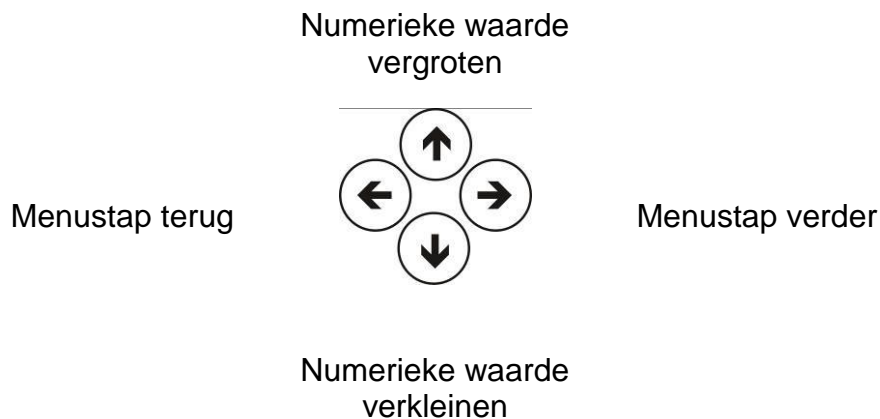 Numerieke waarde
vergroten
Menustap terug
Menustap verder
Numerieke waarde
verkleinen